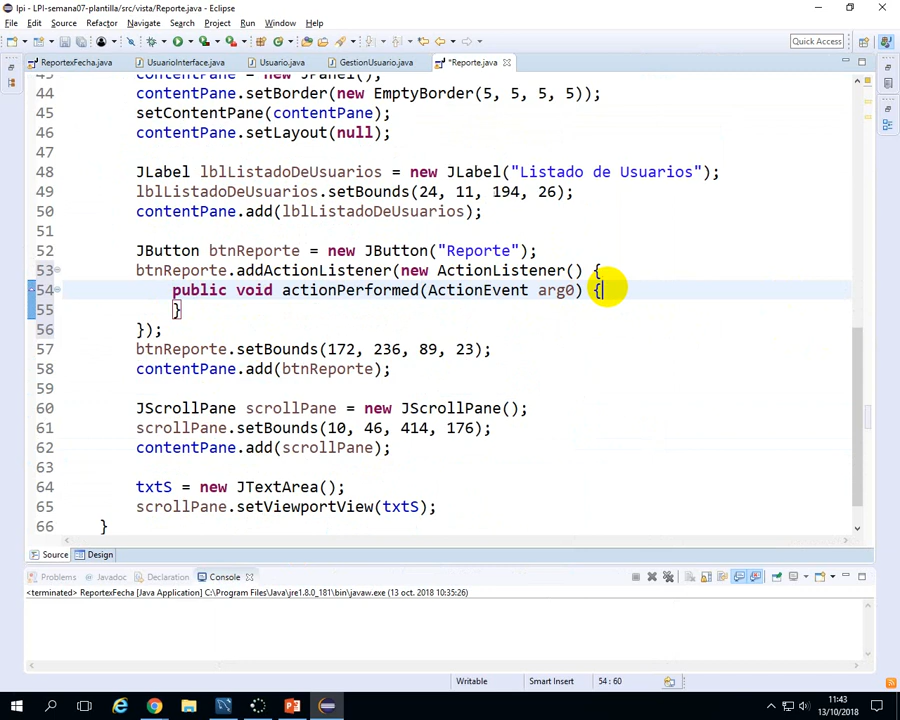 lpi - LPI-semana07-plantilla/src/vista/Reporte.java - Eclipse
File Edit Source Refactor Navigate Search Project Run Window Help
Quick Access
ReportexFecha.java UsuarioInterface.java Usuario.java GestionUsuario.java *Reporte.java
43 contentPane = new JPanel();
44 contentPane.setBorder(new EmptyBorder(5, 5, 5, 5));
45 setContentPane(contentPane);
46 contentPane.setLayout(null);
47
48 JLabel lblListadoDeUsuarios = new JLabel("Listado de Usuarios");
49 lblListadoDeUsuarios.setBounds(24, 11, 194, 26);
50 contentPane.add(lblListadoDeUsuarios);
51
52 JButton btnReporte = new JButton("Reporte");
53 btnReporte.addActionListener(new ActionListener() {
54 public void actionPerformed(ActionEvent arg0) {
55 }
56 });
57 btnReporte.setBounds(172, 236, 89, 23);
58 contentPane.add(btnReporte);
59
60 JScrollPane scrollPane = new JScrollPane();
61 scrollPane.setBounds(10, 46, 414, 176);
62 contentPane.add(scrollPane);
63
64 txtS = new JTextArea();
65 scrollPane.setViewportView(txtS);
66 }
Source Design
Problems Javadoc Declaration Console
<terminated> ReportexFecha [Java Application] C:\Program Files\Java\jre1.8.0_181\bin\javaw.exe (13 oct. 2018 10:35:26)
Writable Smart Insert 54 : 60
11:43
13/10/2018